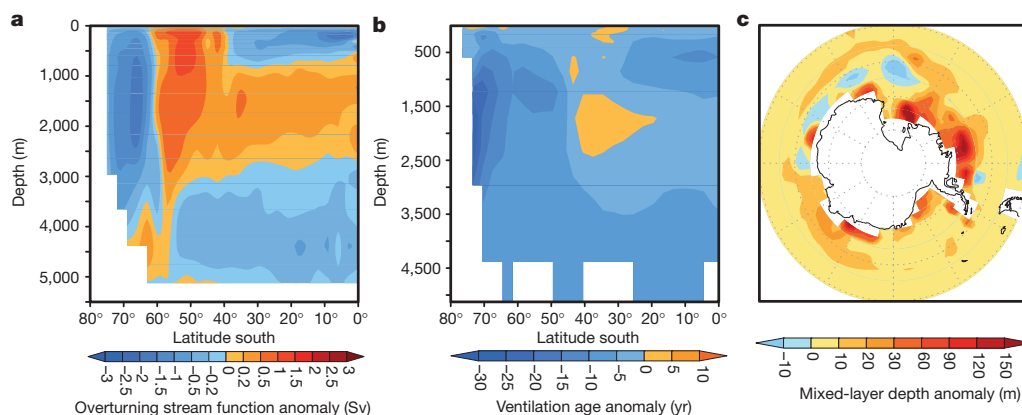 a
0
1,000
2,000
3,000
4,000
5,000
Depth (m)
80° 70° 60° 50° 40° 30° 20° 10° 0°
Latitude south
−3 −2.5 −2 −1.5 −1 −0.5 −0.2 0 0.2 0.5 1 1.5 2 2.5 3
Overturning stream function anomaly (Sv)
b
500
1,500
2,500
3,500
4,500
Depth (m)
80° 70° 60° 50° 40° 30° 20° 10° 0°
Latitude south
−30 −25 −20 −15 −10 −5 0 5 10
Ventilation age anomaly (yr)
c
−10 0 10 20 30 60 90 120 150
Mixed-layer depth anomaly (m)